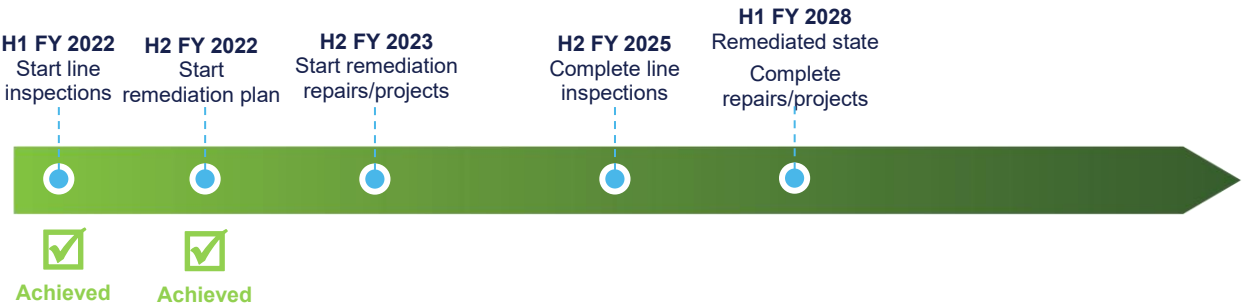 H1 FY 2022
Start line
inspections
H2 FY 2022
Start
remediation plan
H2 FY 2023
Start remediation
repairs/projects
H2 FY 2025
Complete line
inspections
H1 FY 2028
Remediated state
Complete
repairs/projects
Achieved
Achieved